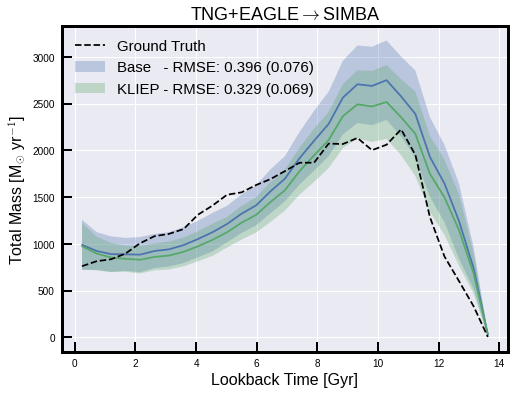 TNG+EAGLE→SIMBA
Ground Truth
Base - RMSE: 0.396 (0.076)
KLIEP - RMSE: 0.329 (0.069)
Total Mass [M☉ yr⁻¹]
3000
2500
2000
1500
1000
500
0
0 2 4 6 8 10 12 14
Lookback Time [Gyr]